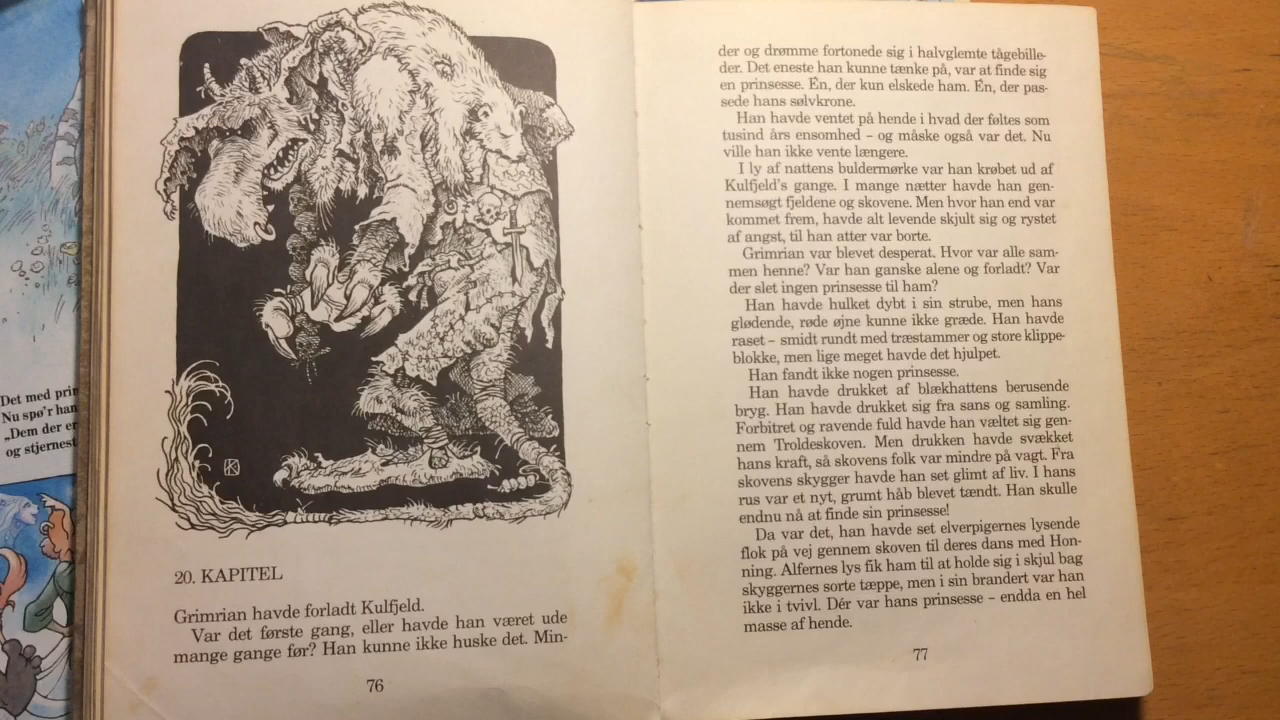 Det med prin
Nu spø'r han
„Dem der er
og stjernest
20. KAPITEL
Grimrian havde forladt Kulfjeld.
Var det første gang, eller havde han været ude
mange gange før? Han kunne ikke huske det. Min-
76
der og drømme fortonede sig i halvglemte tågebille-
der. Det eneste han kunne tænke på, var at finde sig
en prinsesse. Én, der kun elskede ham. Én, der pas-
sede hans sølvkrone.
Han havde ventet på hende i hvad der føltes som
tusind års ensomhed – og måske også var det. Nu
ville han ikke vente længere.
I ly af nattens buldermørke var han krøbet ud af
Kulfjeld's gange. I mange nætter havde han gen-
nemsøgt fjeldene og skovene. Men hvor han end var
kommet frem, havde alt levende skjult sig og rystet
af angst, til han atter var borte.
Grimrian var blevet desperat. Hvor var alle sam-
men henne? Var han ganske alene og forladt? Var
der slet ingen prinsesse til ham?
Han havde hulket dybt i sin strube, men hans
glødende, røde øjne kunne ikke græde. Han havde
raset – smidt rundt med træstammer og store klippe-
blokke, men lige meget havde det hjulpet.
Han fandt ikke nogen prinsesse.
Han havde drukket af blækhattens berusende
bryg. Han havde drukket sig fra sans og samling.
Forbitret og ravende fuld havde han væltet sig gen-
nem Troldeskoven. Men drukken havde svækket
hans kraft, så skovens folk var mindre på vagt. Fra
skovens skygger havde han set glimt af liv. I hans
rus var et nyt, grumt håb blevet tændt. Han skulle
endnu nå at finde sin prinsesse!
Da var det, han havde set elverpigernes lysende
flok på vej gennem skoven til deres dans med Hon-
ning. Alfernes lys fik ham til at holde sig i skjul bag
skyggernes sorte tæppe, men i sin brandert var han
ikke i tvivl. Dér var hans prinsesse – endda en hel
masse af hende.
77